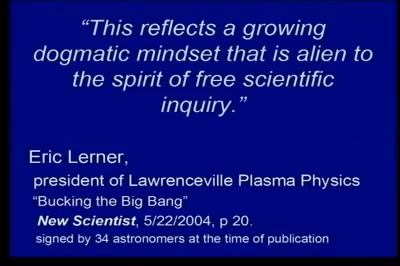 “This reflects a growing
dogmatic mindset that is alien to
the spirit of free scientific
inquiry.”
Eric Lerner,
president of Lawrenceville Plasma Physics
“Bucking the Big Bang”
New Scientist, 5/22/2004, p 20.
signed by 34 astronomers at the time of publication